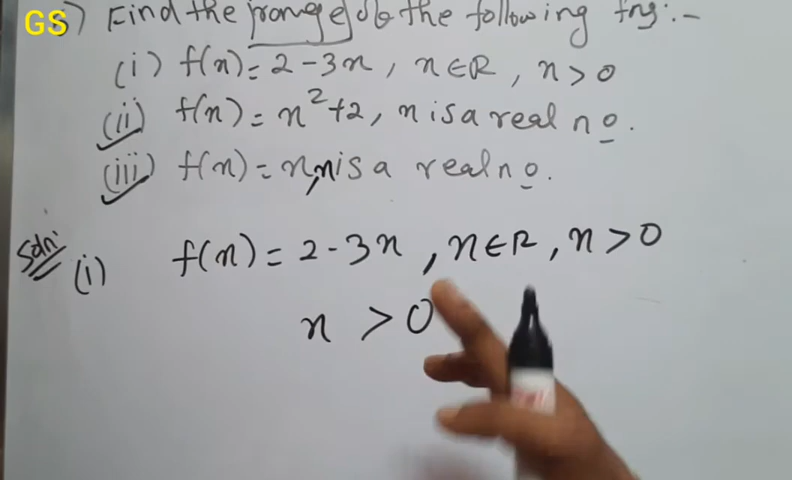 GS
5) Find the range of the following fns:-
(i) f(x) = 2-3x, x∈R, x>0
(ii) f(x) = x²+2, x is a real no.
(iii) f(x) = x, x is a real no.
Soln:
(i) f(x) = 2-3x, x∈R, x>0
x > 0